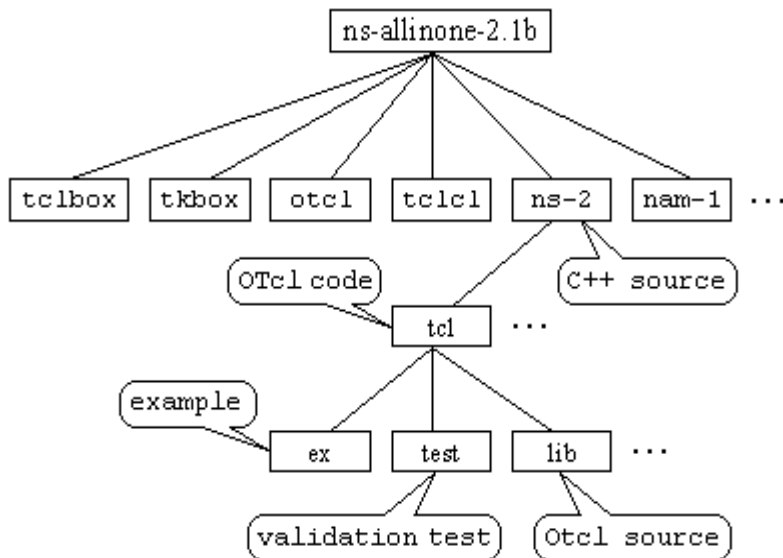 ns-allinone-2.1b
tclbox tkbox otcl tclcl ns-2 nam-1 ...
OTcl code C++ source
tcl ...
example
ex test lib ...
validation test Otcl source